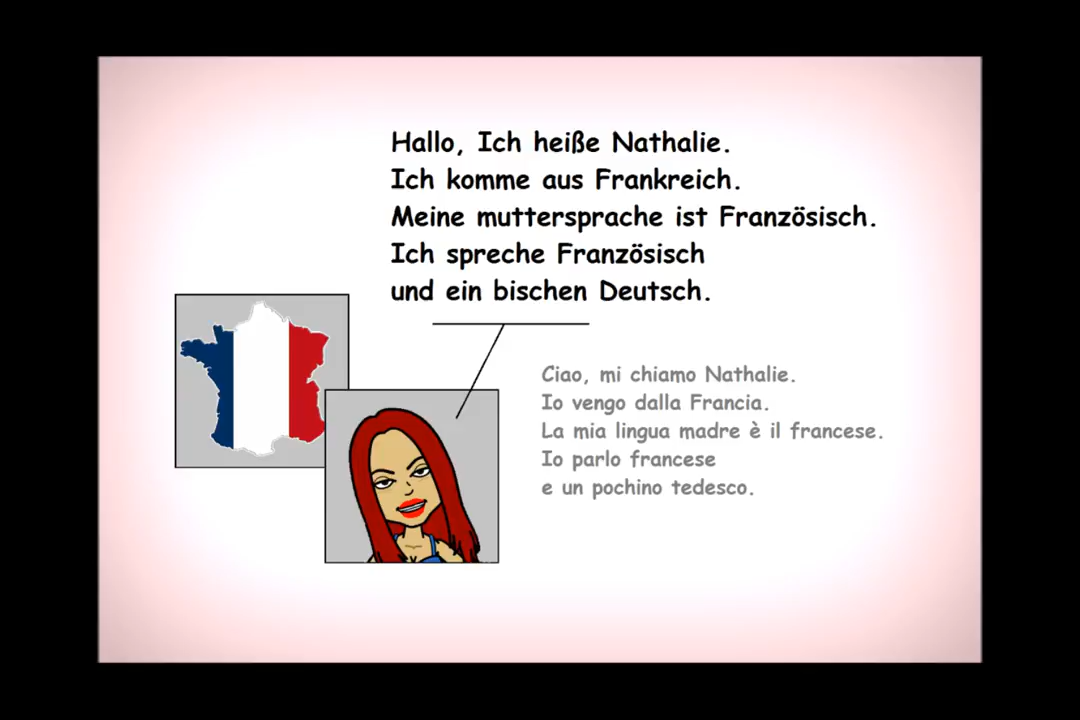 Hallo, Ich heiße Nathalie.
Ich komme aus Frankreich.
Meine muttersprache ist Französisch.
Ich spreche Französisch
und ein bischen Deutsch.
Ciao, mi chiamo Nathalie.
Io vengo dalla Francia.
La mia lingua madre è il francese.
Io parlo francese
e un pochino tedesco.